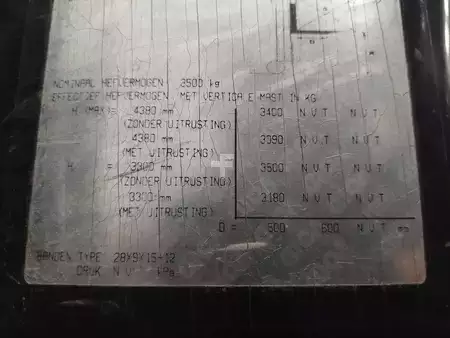 NOMINAAL HEFVERMOGEN 3500 kg
EFFECTIEF HEFVERMOGEN MET VERTICALE MAST IN KG
H (MAX) = 4380 mm 3400 N.V.T. N.V.T.
(ZONDER UITRUSTING)
4380 mm 3090 N.V.T. N.V.T.
(MET UITRUSTING)
H = 3300 mm 3500 N.V.T. N.V.T.
(ZONDER UITRUSTING)
3300 mm 3180 N.V.T. N.V.T.
(MET UITRUSTING)
D = 500 600 N.V.T. mm
BANDEN TYPE 28X9X15-12
DRUK N.V.T. kPa